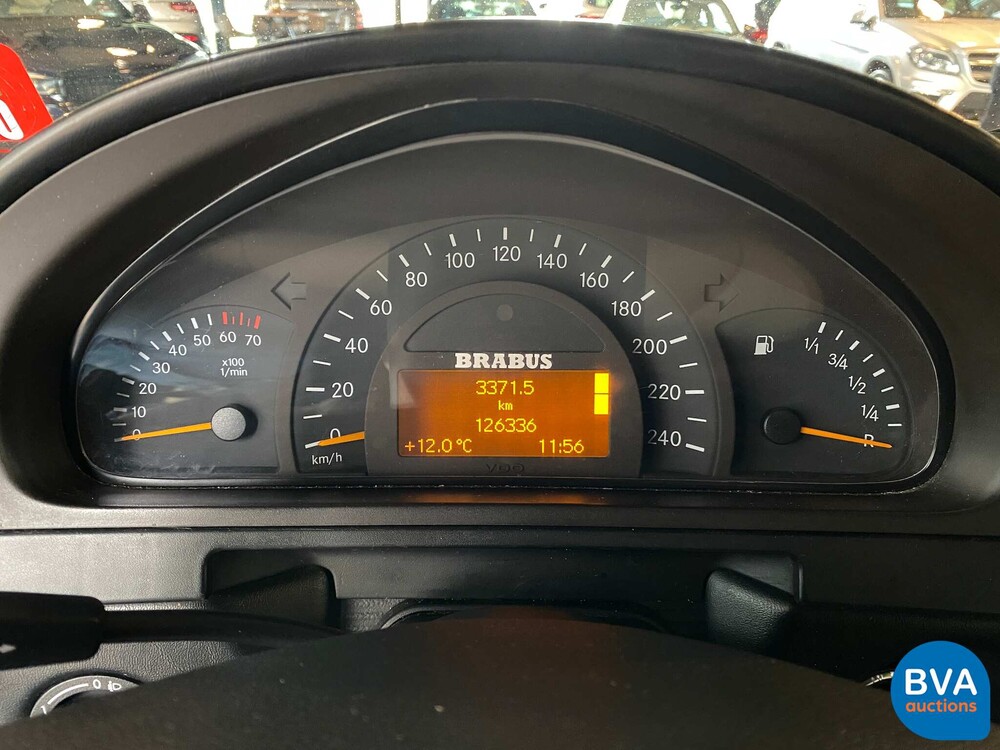 0 10 20 30 40 50 60 70
x100
1/min
0 20 40 60 80 100 120 140 160 180 200 220 240
km/h
BRABUS
3371.5
km
126336
+12.0°C 11:56
VDO
1/1 3/4 1/2 1/4 R
0
BVA
auctions